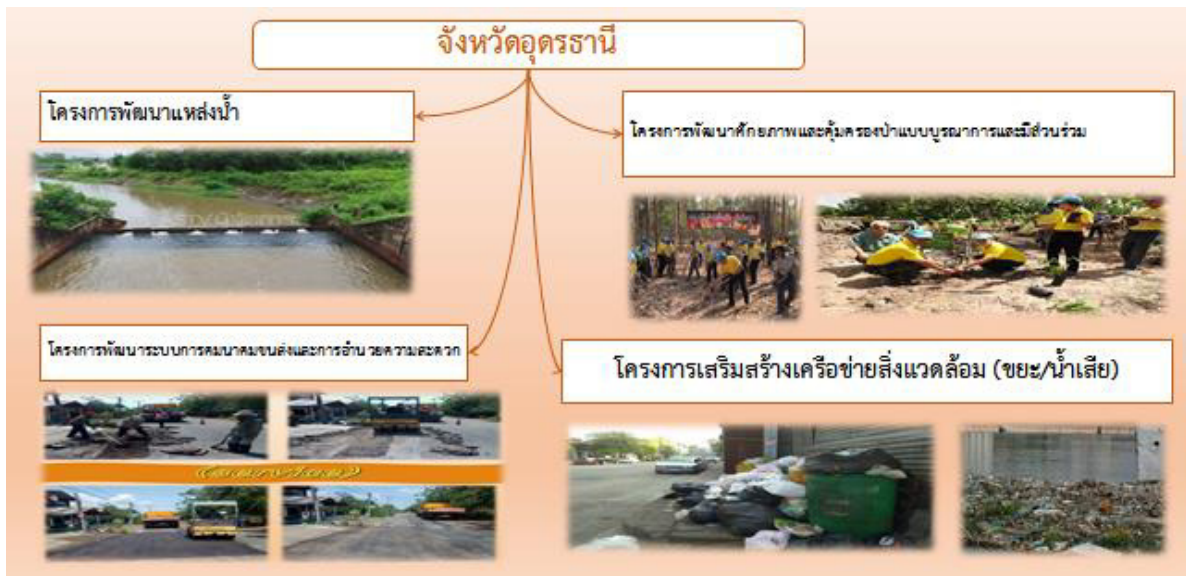 จังหวัดอุดรธานี
โครงการพัฒนาแหล่งน้ำ
โครงการพัฒนาศักยภาพและคุ้มครองป่าแบบบูรณาการและมีส่วนร่วม
โครงการพัฒนาระบบการคมนาคมขนส่งและการอำนวยความสะดวก
โครงการเสริมสร้างเครือข่ายสิ่งแวดล้อม (ขยะ/น้ำเสีย)